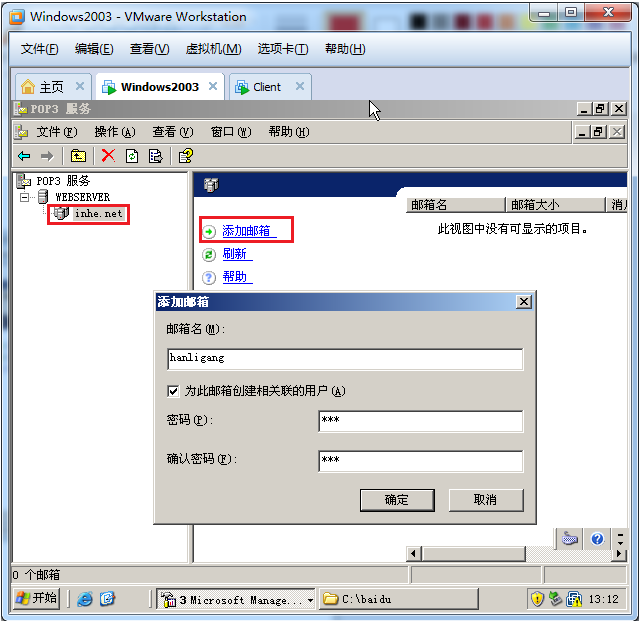 Windows2003 - VMware Workstation
文件(F) 编辑(E) 查看(V) 虚拟机(M) 选项卡(T) 帮助(H)
主页 Windows2003 Client
POP3 服务
文件(F) 操作(A) 查看(V) 窗口(W) 帮助(H)
POP3 服务
WEBSERVER
inhe.net
邮箱名 邮箱大小
添加邮箱
此视图中没有可显示的项目。
刷新
帮助
添加邮箱
邮箱名(M):
hanligang
为此邮箱创建相关联的用户(A)
密码(P):
***
确认密码(F):
***
确定 取消
0 个邮箱
开始 3 Microsoft Manage... C:\baidu 13:12